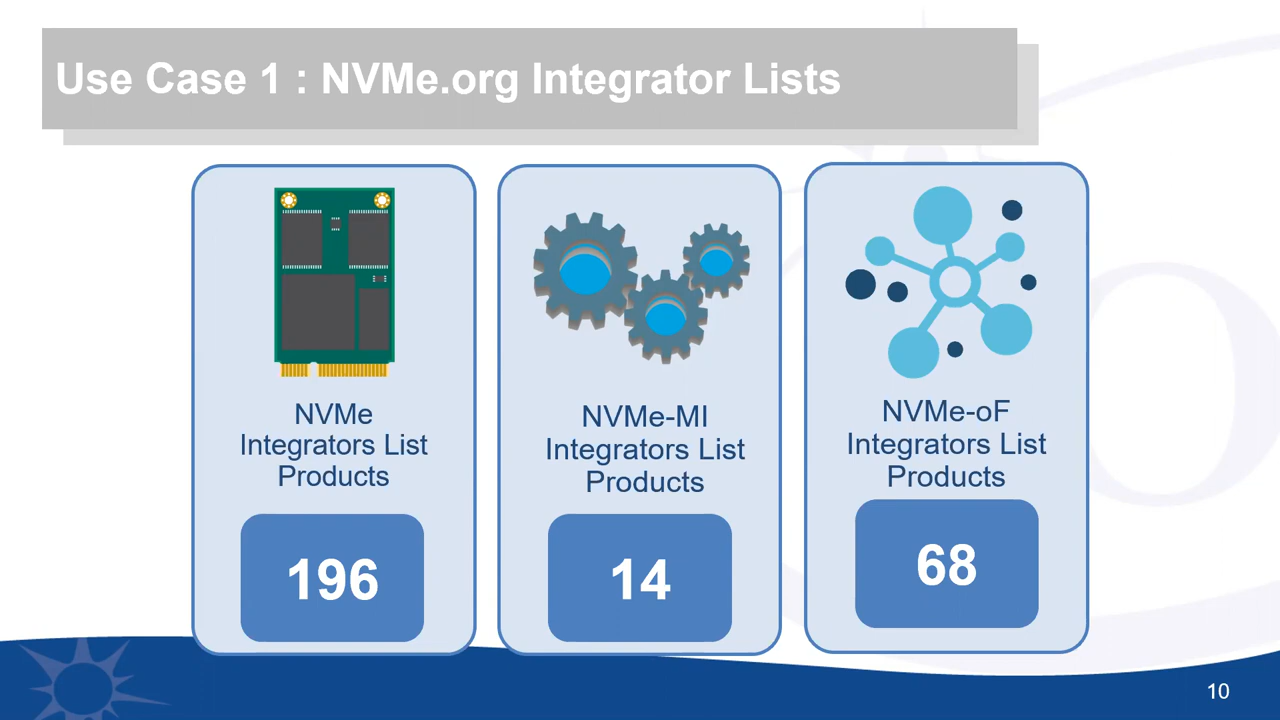 Use Case 1 : NVMe.org Integrator Lists
NVMe
Integrators List
Products
196
NVMe-MI
Integrators List
Products
14
NVMe-oF
Integrators List
Products
68
10